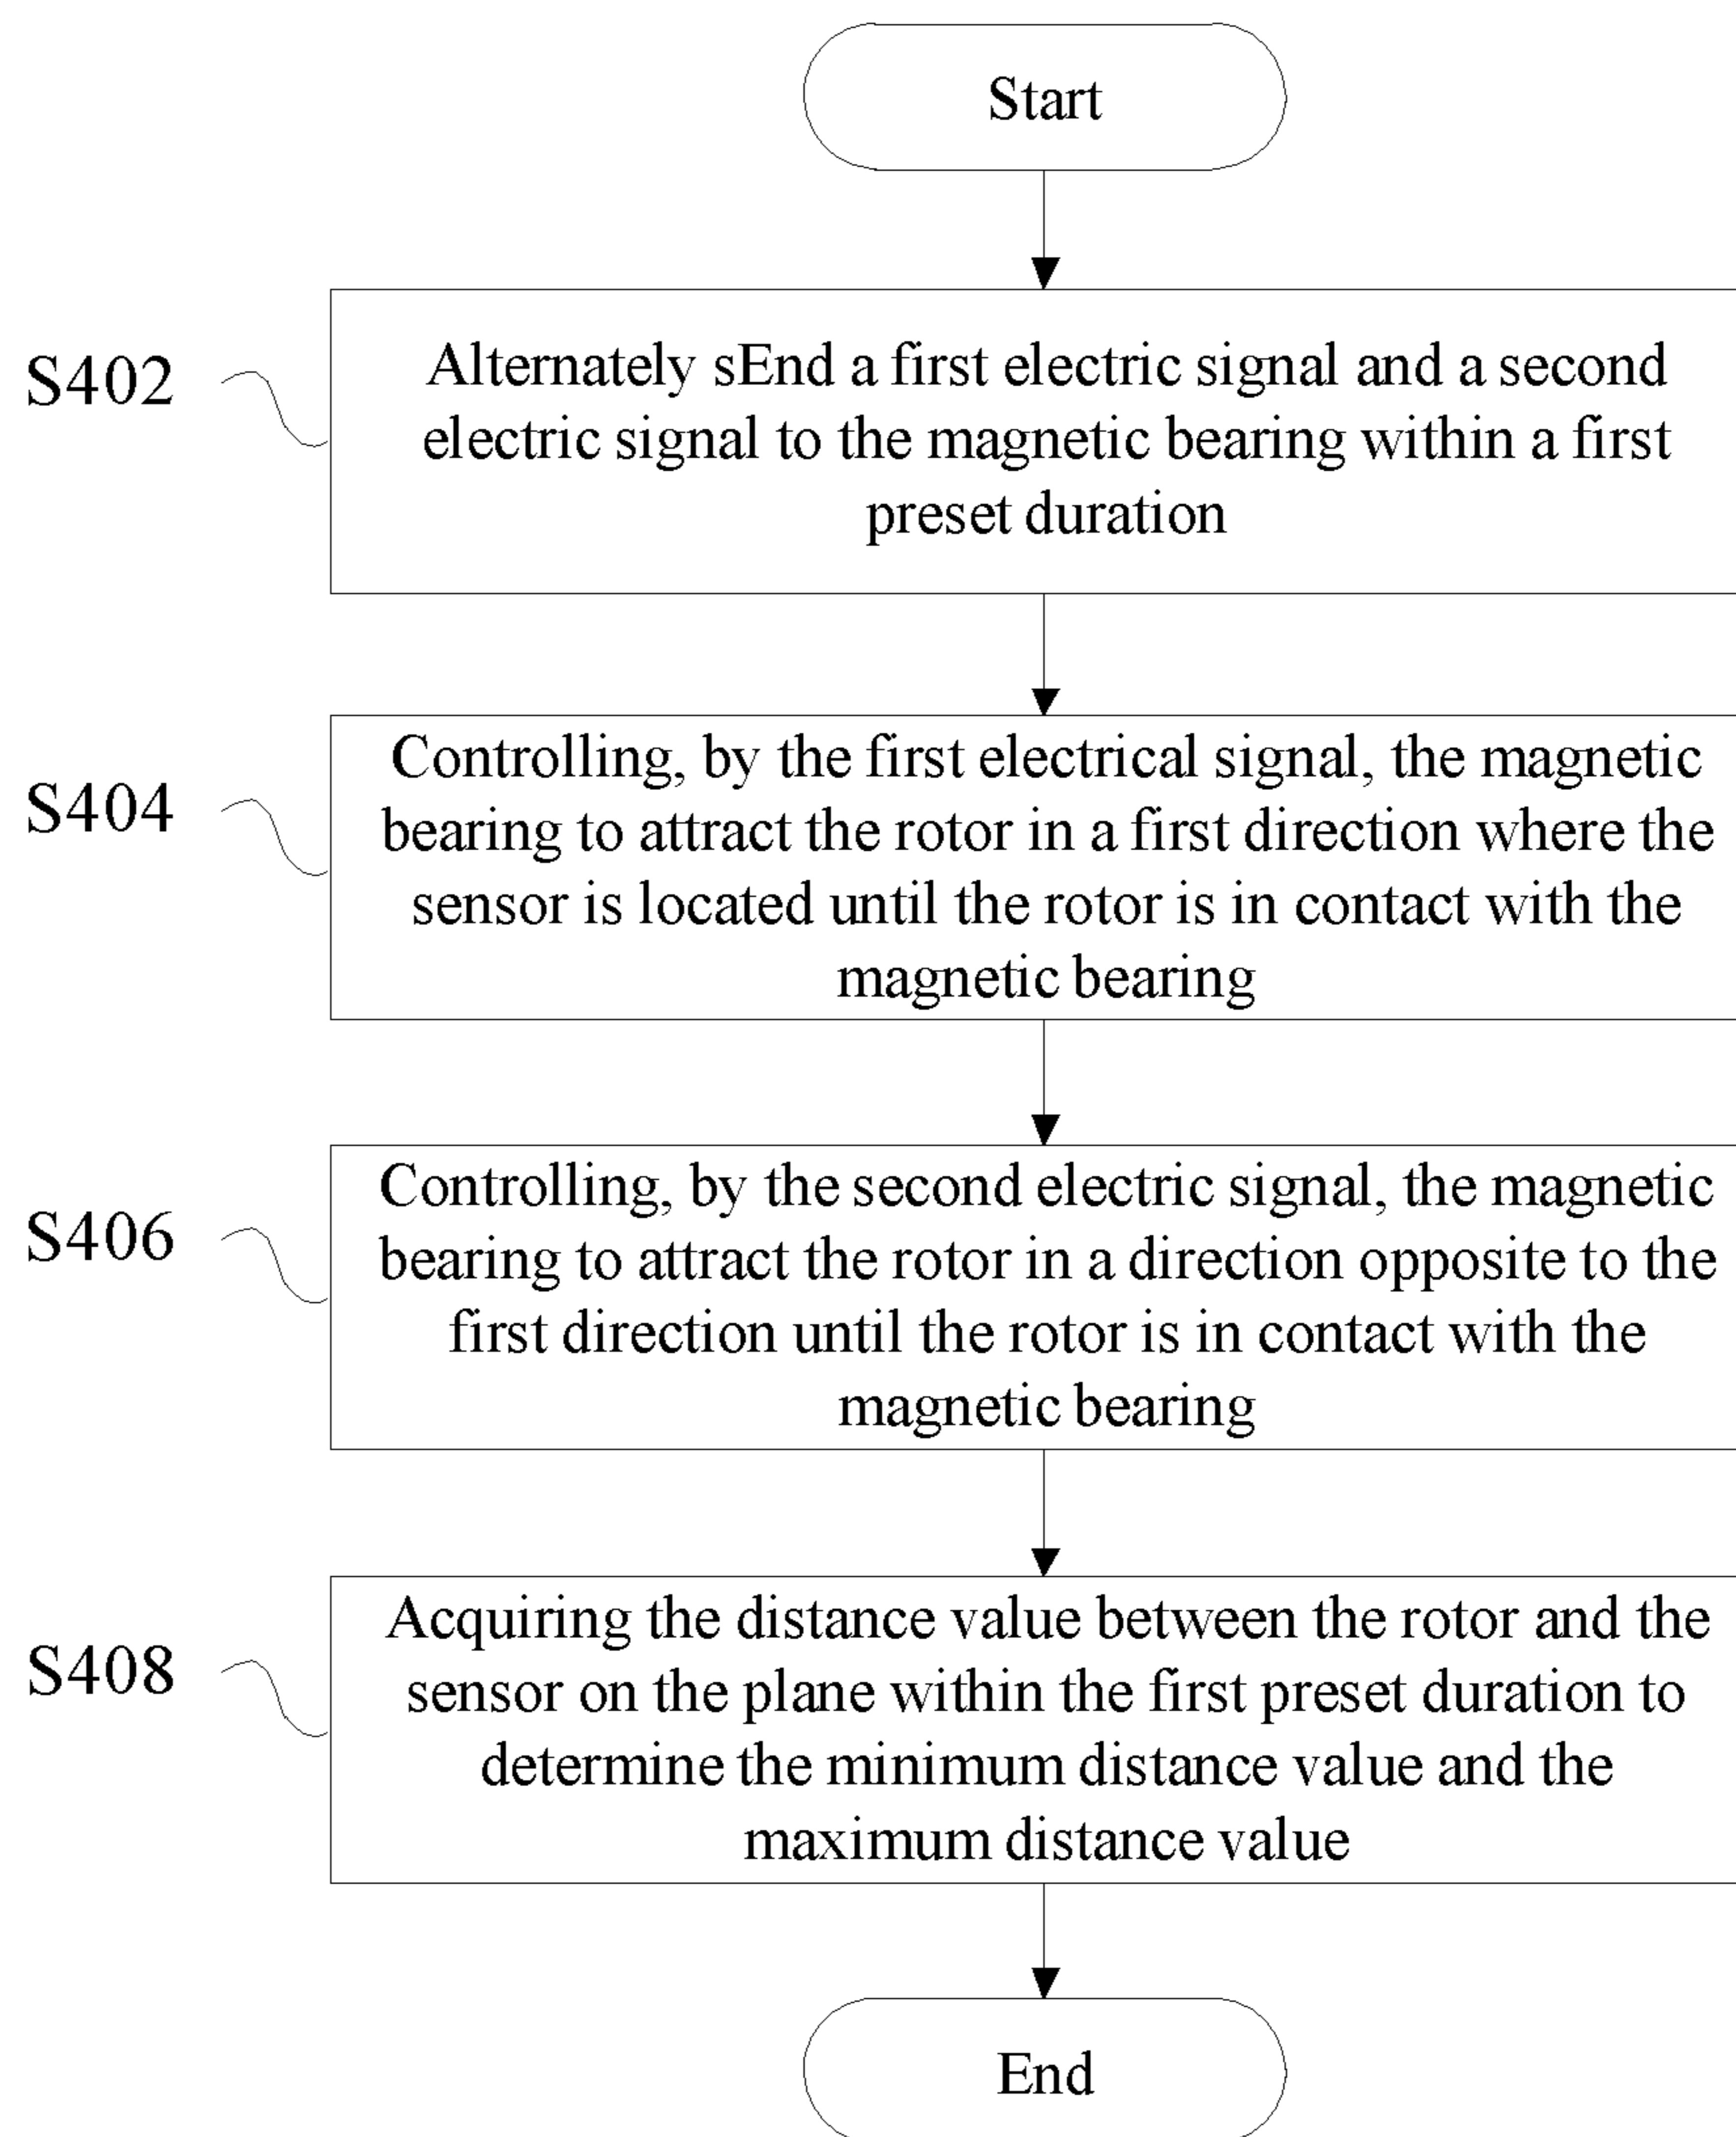 Start
S402
Alternately sEnd a first electric signal and a second
electric signal to the magnetic bearing within a first
preset duration
S404
Controlling, by the first electrical signal, the magnetic
bearing to attract the rotor in a first direction where the
sensor is located until the rotor is in contact with the
magnetic bearing
S406
Controlling, by the second electric signal, the magnetic
bearing to attract the rotor in a direction opposite to the
first direction until the rotor is in contact with the
magnetic bearing
S408
Acquiring the distance value between the rotor and the
sensor on the plane within the first preset duration to
determine the minimum distance value and the
maximum distance value
End